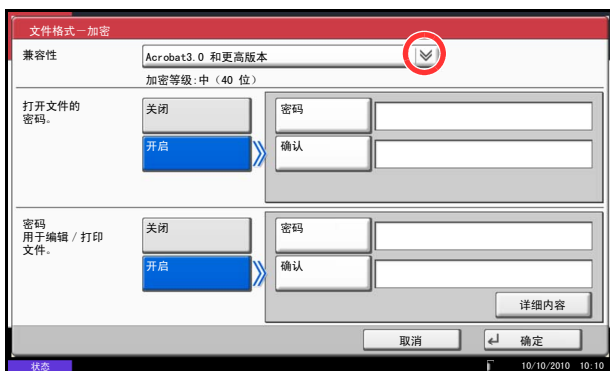 文件格式－加密
兼容性
Acrobat3.0 和更高版本
加密等级:中（40 位）
打开文件的
密码。
关闭
开启
密码
确认
密码
用于编辑／打印
文件。
关闭
开启
密码
确认
详细内容
取消
确定
状态
10/10/2010 10:10